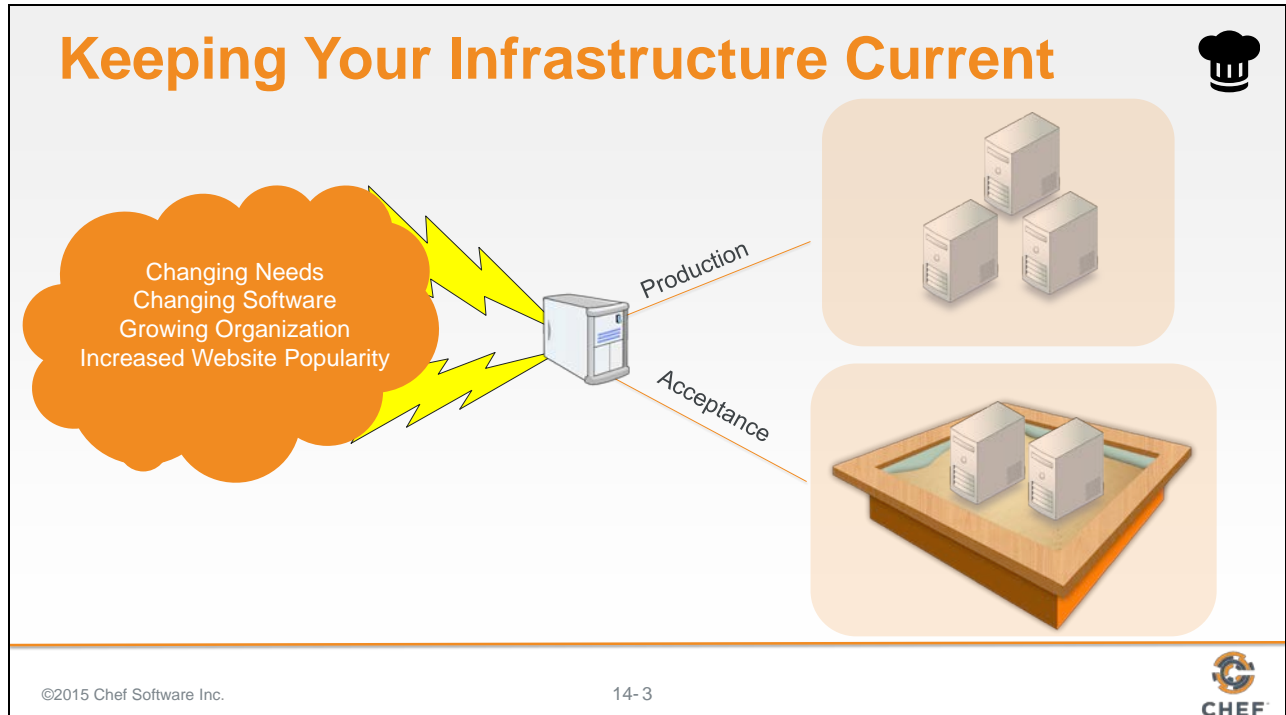 Keeping Your Infrastructure Current
Changing Needs
Changing Software
Growing Organization
Increased Website Popularity
Production
Acceptance
©2015 Chef Software Inc.
14- 3
CHEF